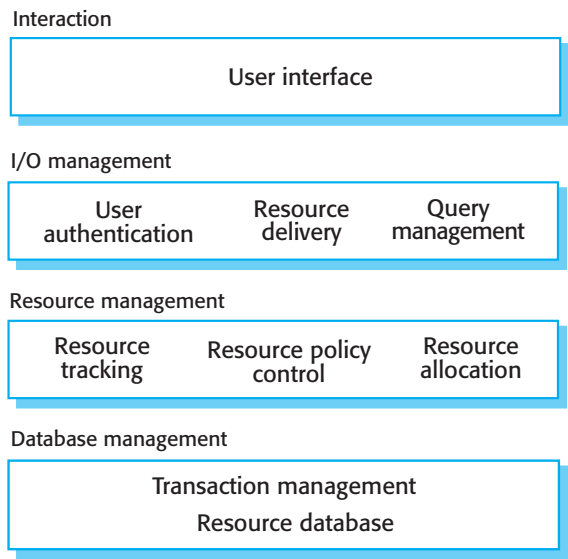 Interaction
User interface
I/O management
User authentication
Resource delivery
Query management
Resource management
Resource tracking
Resource policy control
Resource allocation
Database management
Transaction management
Resource database